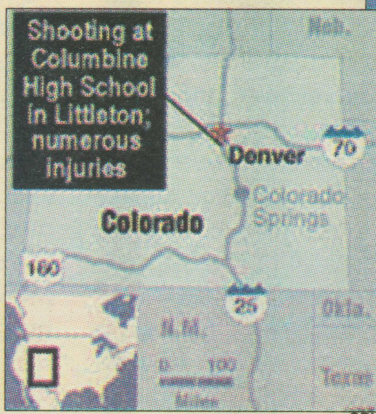 Shooting at
Columbine
High School
in Littleton;
numerous
injuries
Neb.
Denver
70
Colorado
Springs
Colorado
160
25
Okla.
N.M.
0 100
Miles
Texas